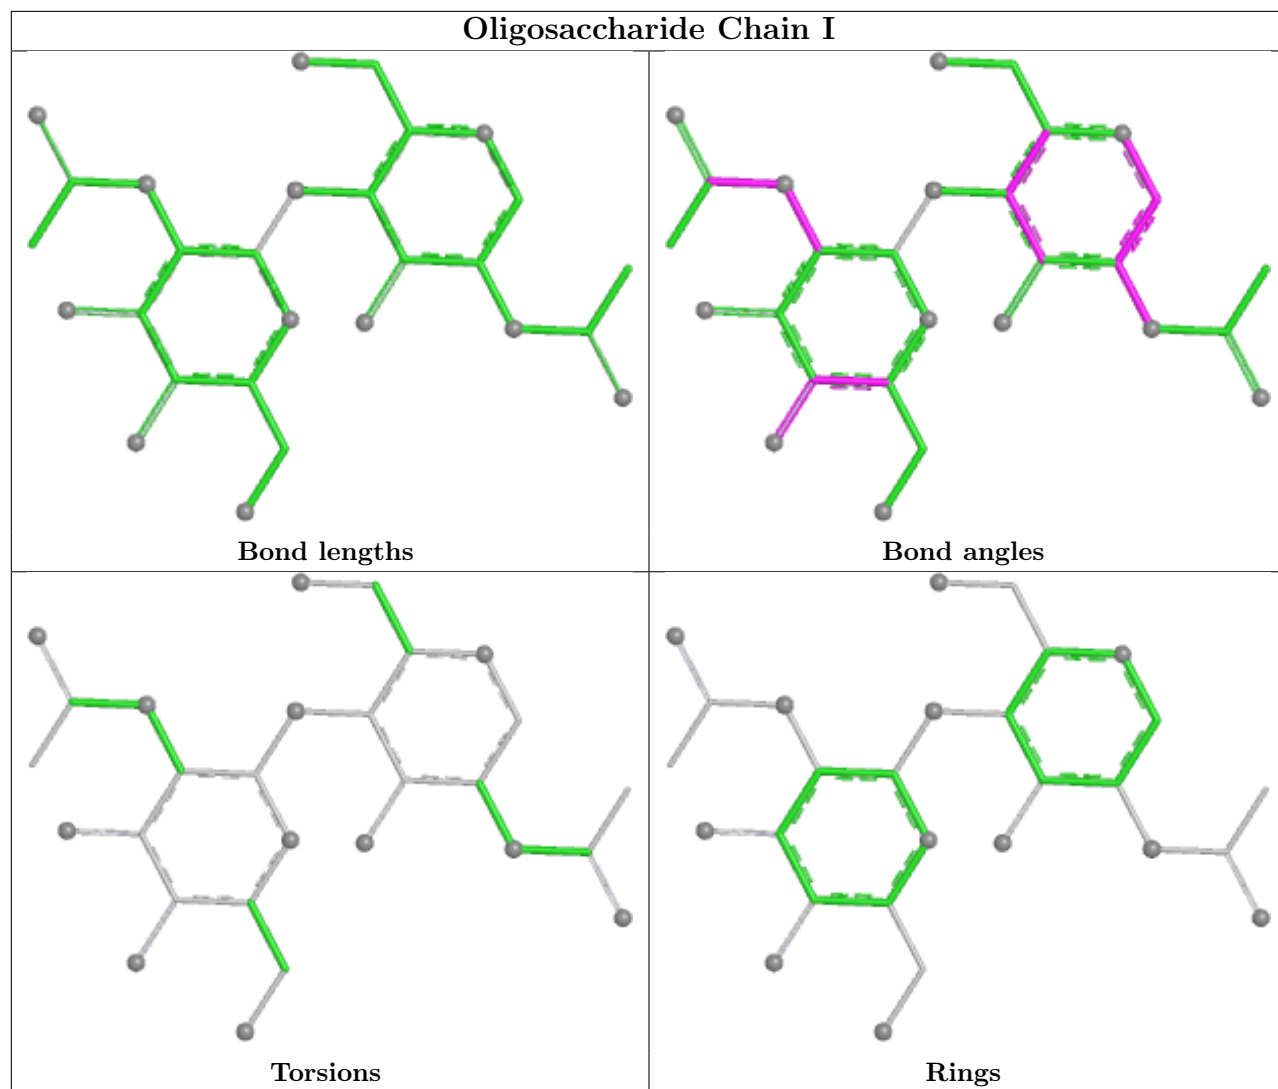 Oligosaccharide Chain I
Bond lengths
Bond angles
Torsions
Rings